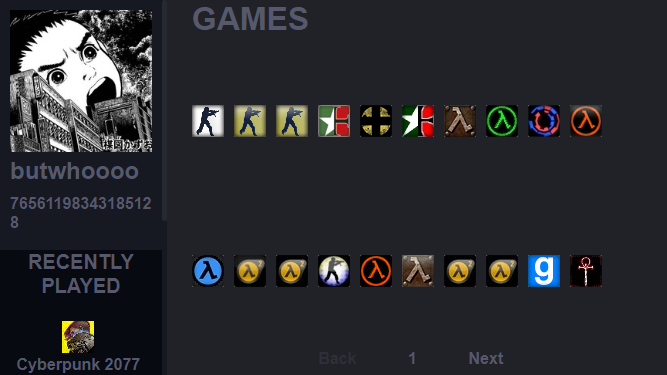 GAMES
butwhoooo
7656119834318512
8
RECENTLY
PLAYED
Cyberpunk 2077
g
Back
1
Next